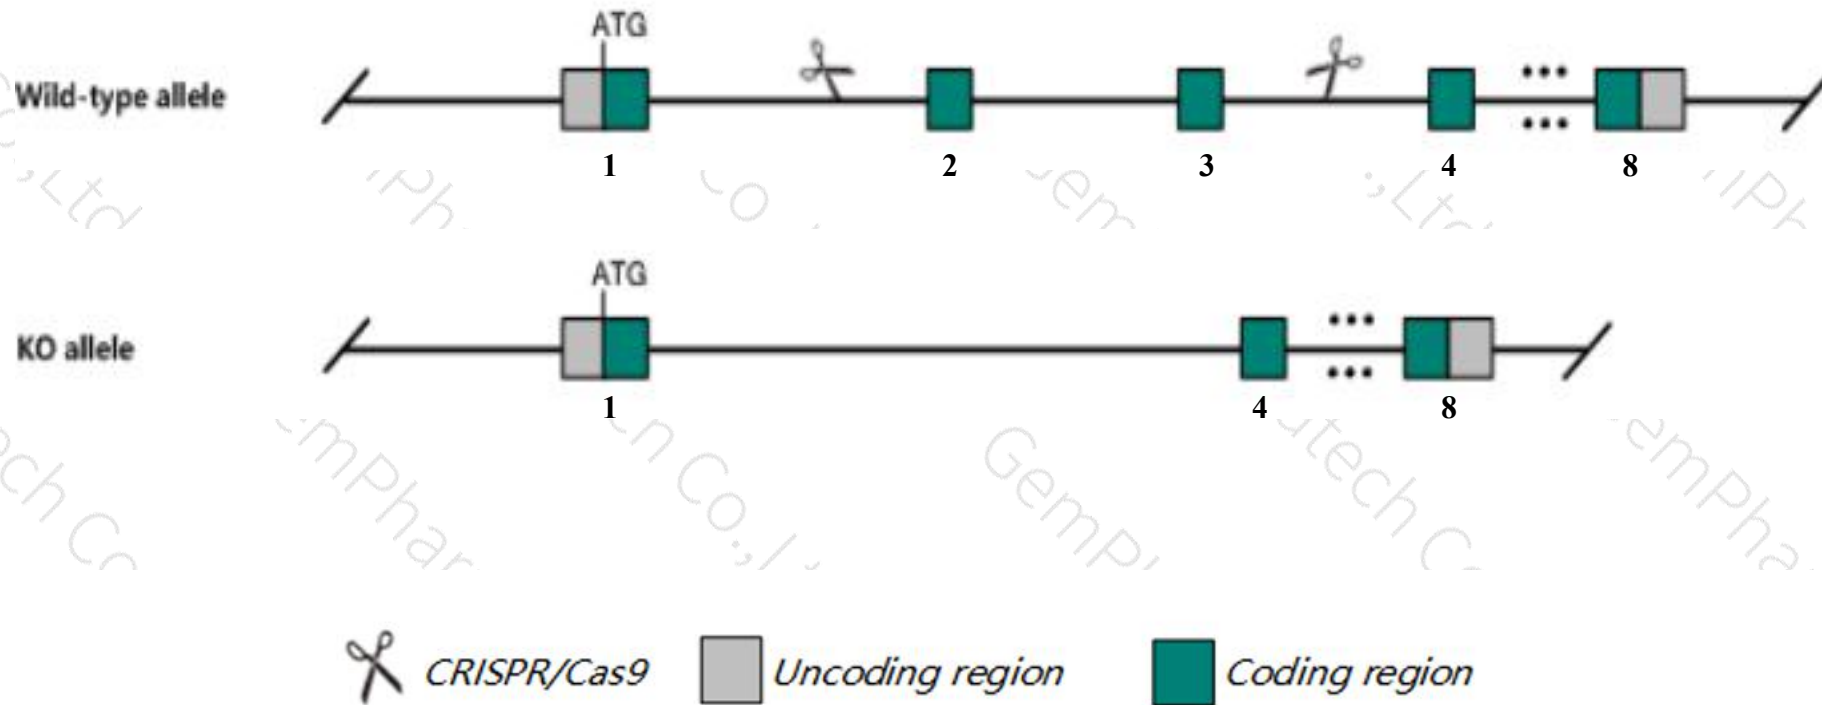 ATG
Wild-type allele
1 2 3 4 8
ATG
KO allele
1 4 8
CRISPR/Cas9 Uncoding region Coding region
GemPh